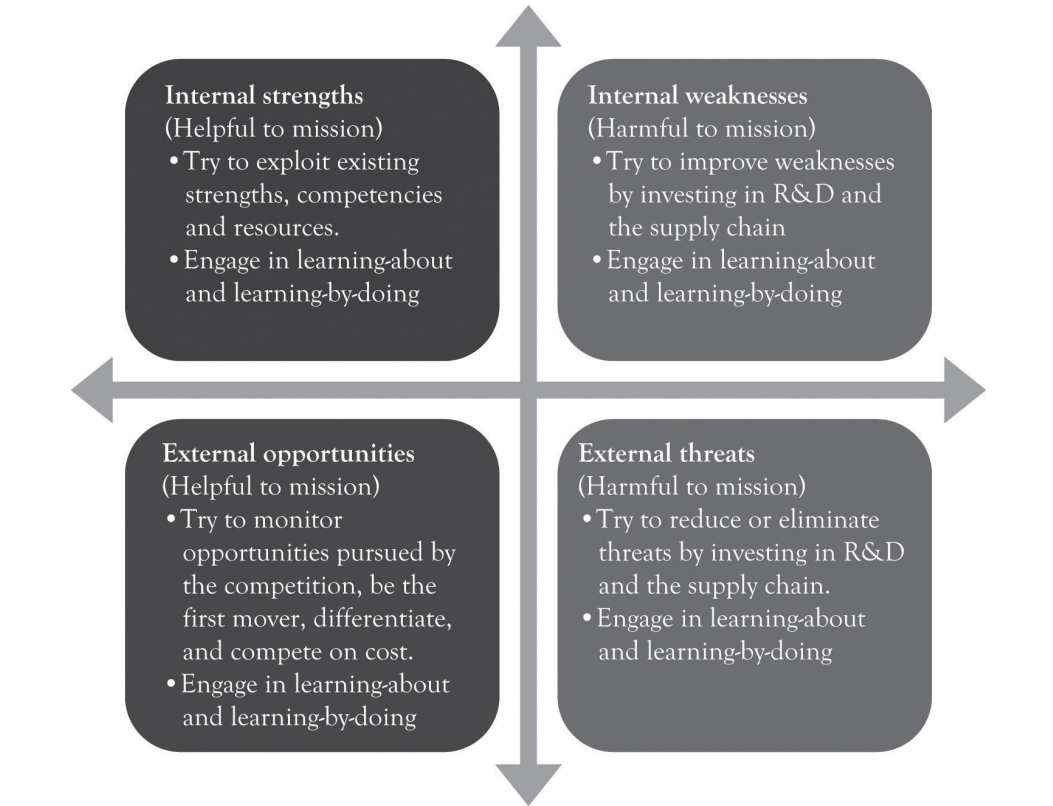 Internal strengths
(Helpful to mission)
•Try to exploit existing
strengths, competencies
and resources.
•Engage in learning-about
and learning-by-doing
Internal weaknesses
(Harmful to mission)
•Try to improve weaknesses
by investing in R&D and
the supply chain
•Engage in learning-about
and learning-by-doing
External opportunities
(Helpful to mission)
•Try to monitor
opportunities pursued by
the competition, be the
first mover, differentiate,
and compete on cost.
•Engage in learning-about
and learning-by-doing
External threats
(Harmful to mission)
•Try to reduce or eliminate
threats by investing in R&D
and the supply chain.
•Engage in learning-about
and learning-by-doing